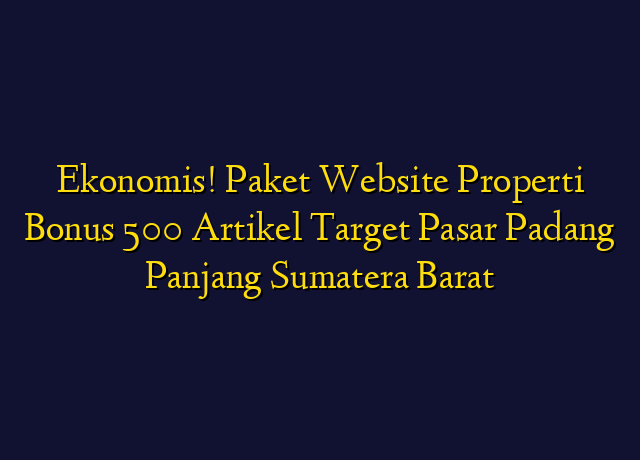 Ekonomis! Paket Website Properti
Bonus 500 Artikel Target Pasar Padang
Panjang Sumatera Barat